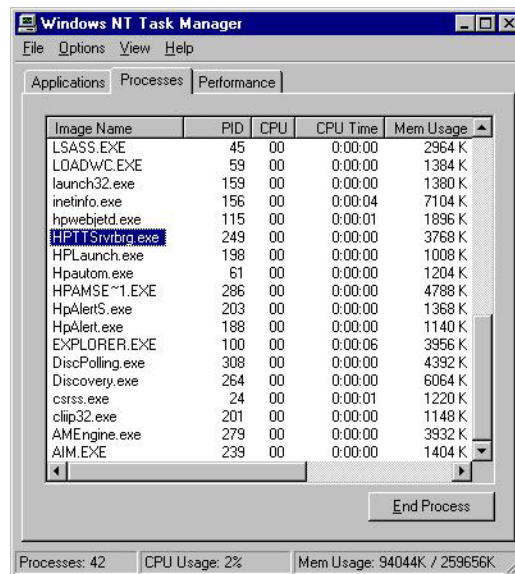 Windows NT Task Manager
File Options View Help
Applications Processes Performance
Image Name PID CPU CPU Time Mem Usage
LSASS.EXE 45 00 0:00:00 2964 K
LOADWC.EXE 59 00 0:00:00 1384 K
launch32.exe 159 00 0:00:00 1380 K
inetinfo.exe 156 00 0:00:04 7104 K
hpwebjetd.exe 115 00 0:00:01 1896 K
HPTTSrvrbrg.exe 249 00 0:00:00 3768 K
HPLaunch.exe 198 00 0:00:00 1008 K
Hpautom.exe 61 00 0:00:00 1204 K
HPAMSE~1.EXE 286 00 0:00:00 4788 K
HpAlertS.exe 203 00 0:00:00 1368 K
HpAlert.exe 188 00 0:00:00 1140 K
EXPLORER.EXE 100 00 0:00:06 3956 K
DiscPolling.exe 308 00 0:00:00 4392 K
Discovery.exe 264 00 0:00:00 6064 K
csrss.exe 24 00 0:00:01 1220 K
cliip32.exe 201 00 0:00:00 1148 K
AMEngine.exe 279 00 0:00:00 3932 K
AIM.EXE 239 00 0:00:00 1404 K
End Process
Processes: 42 CPU Usage: 2% Mem Usage: 94044K / 259656K